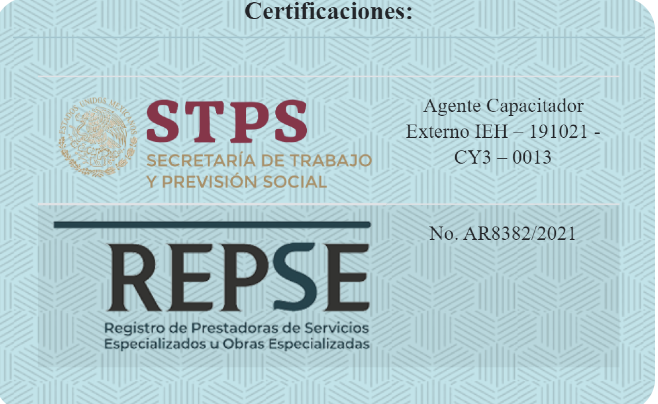 Certificaciones:
ESTADOS UNIDOS MEXICANOS
STPS
SECRETARÍA DE TRABAJO
Y PREVISIÓN SOCIAL
Agente Capacitador
Externo IEH – 191021 -
CY3 – 0013
REPSE
Registro de Prestadoras de Servicios
Especializados u Obras Especializadas
No. AR8382/2021